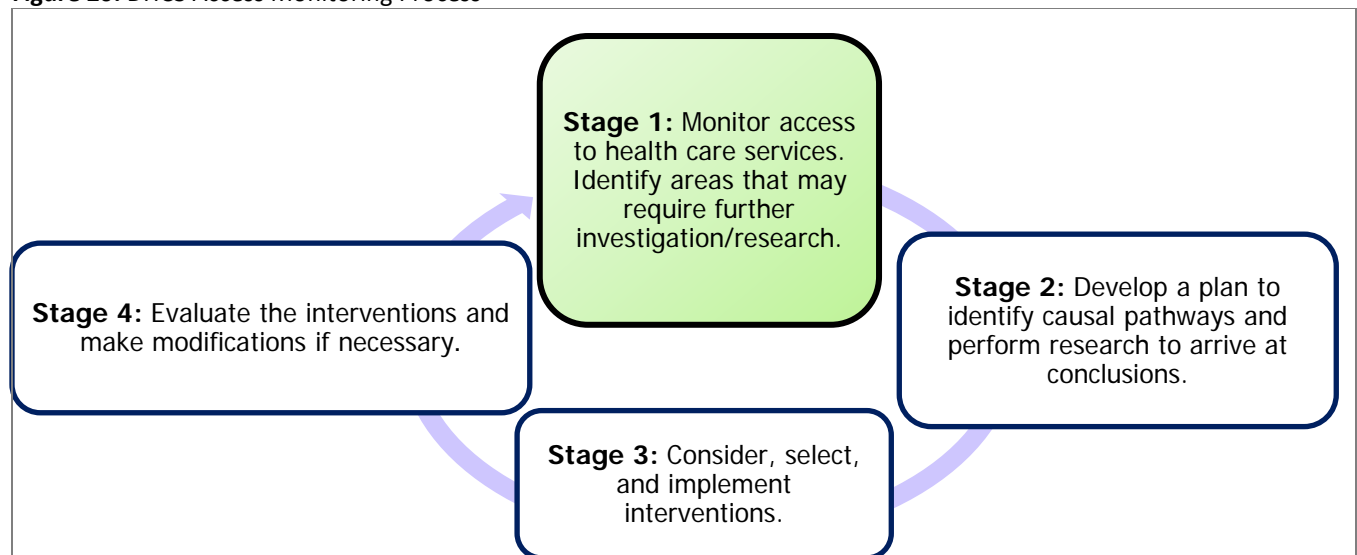 Stage 1: Monitor access
to health care services.
Identify areas that may
require further
investigation/research.
Stage 2: Develop a plan to
identify causal pathways and
perform research to arrive at
conclusions.
Stage 3: Consider, select,
and implement
interventions.
Stage 4: Evaluate the interventions and
make modifications if necessary.